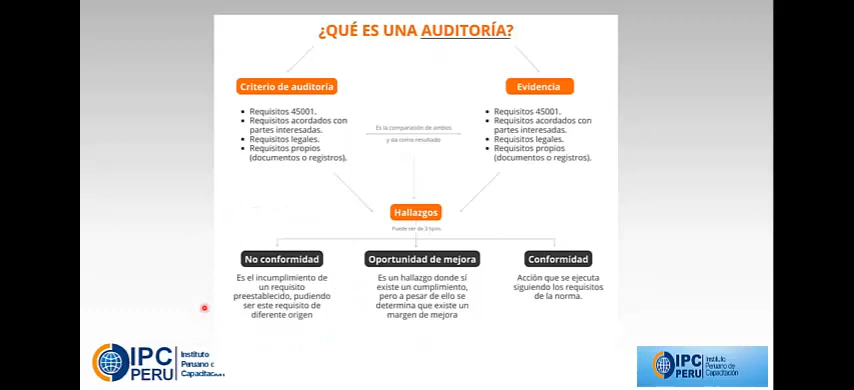 ¿QUÉ ES UNA AUDITORÍA?
Criterio de auditoría
Evidencia
• Requisitos 45001.
• Requisitos acordados con
partes interesadas.
• Requisitos legales.
• Requisitos propios
(documentos o registros).
Es la comparación de ambos
y da como resultado
• Requisitos 45001.
• Requisitos acordados con
partes interesadas.
• Requisitos legales.
• Requisitos propios
(documentos o registros).
Hallazgos
Puede ser de 3 tipos.
No conformidad
Oportunidad de mejora
Conformidad
Es el incumplimiento de
un requisito
preestablecido, pudiendo
ser este requisito de
diferente origen
Es un hallazgo donde sí
existe un cumplimiento,
pero a pesar de ello se
determina que existe un
margen de mejora
Acción que se ejecuta
siguiendo los requisitos
de la norma.
IPC
PERU
Instituto
Peruano d
Capacitación
IPC
PERU
Instituto
Peruano de
Capacitación